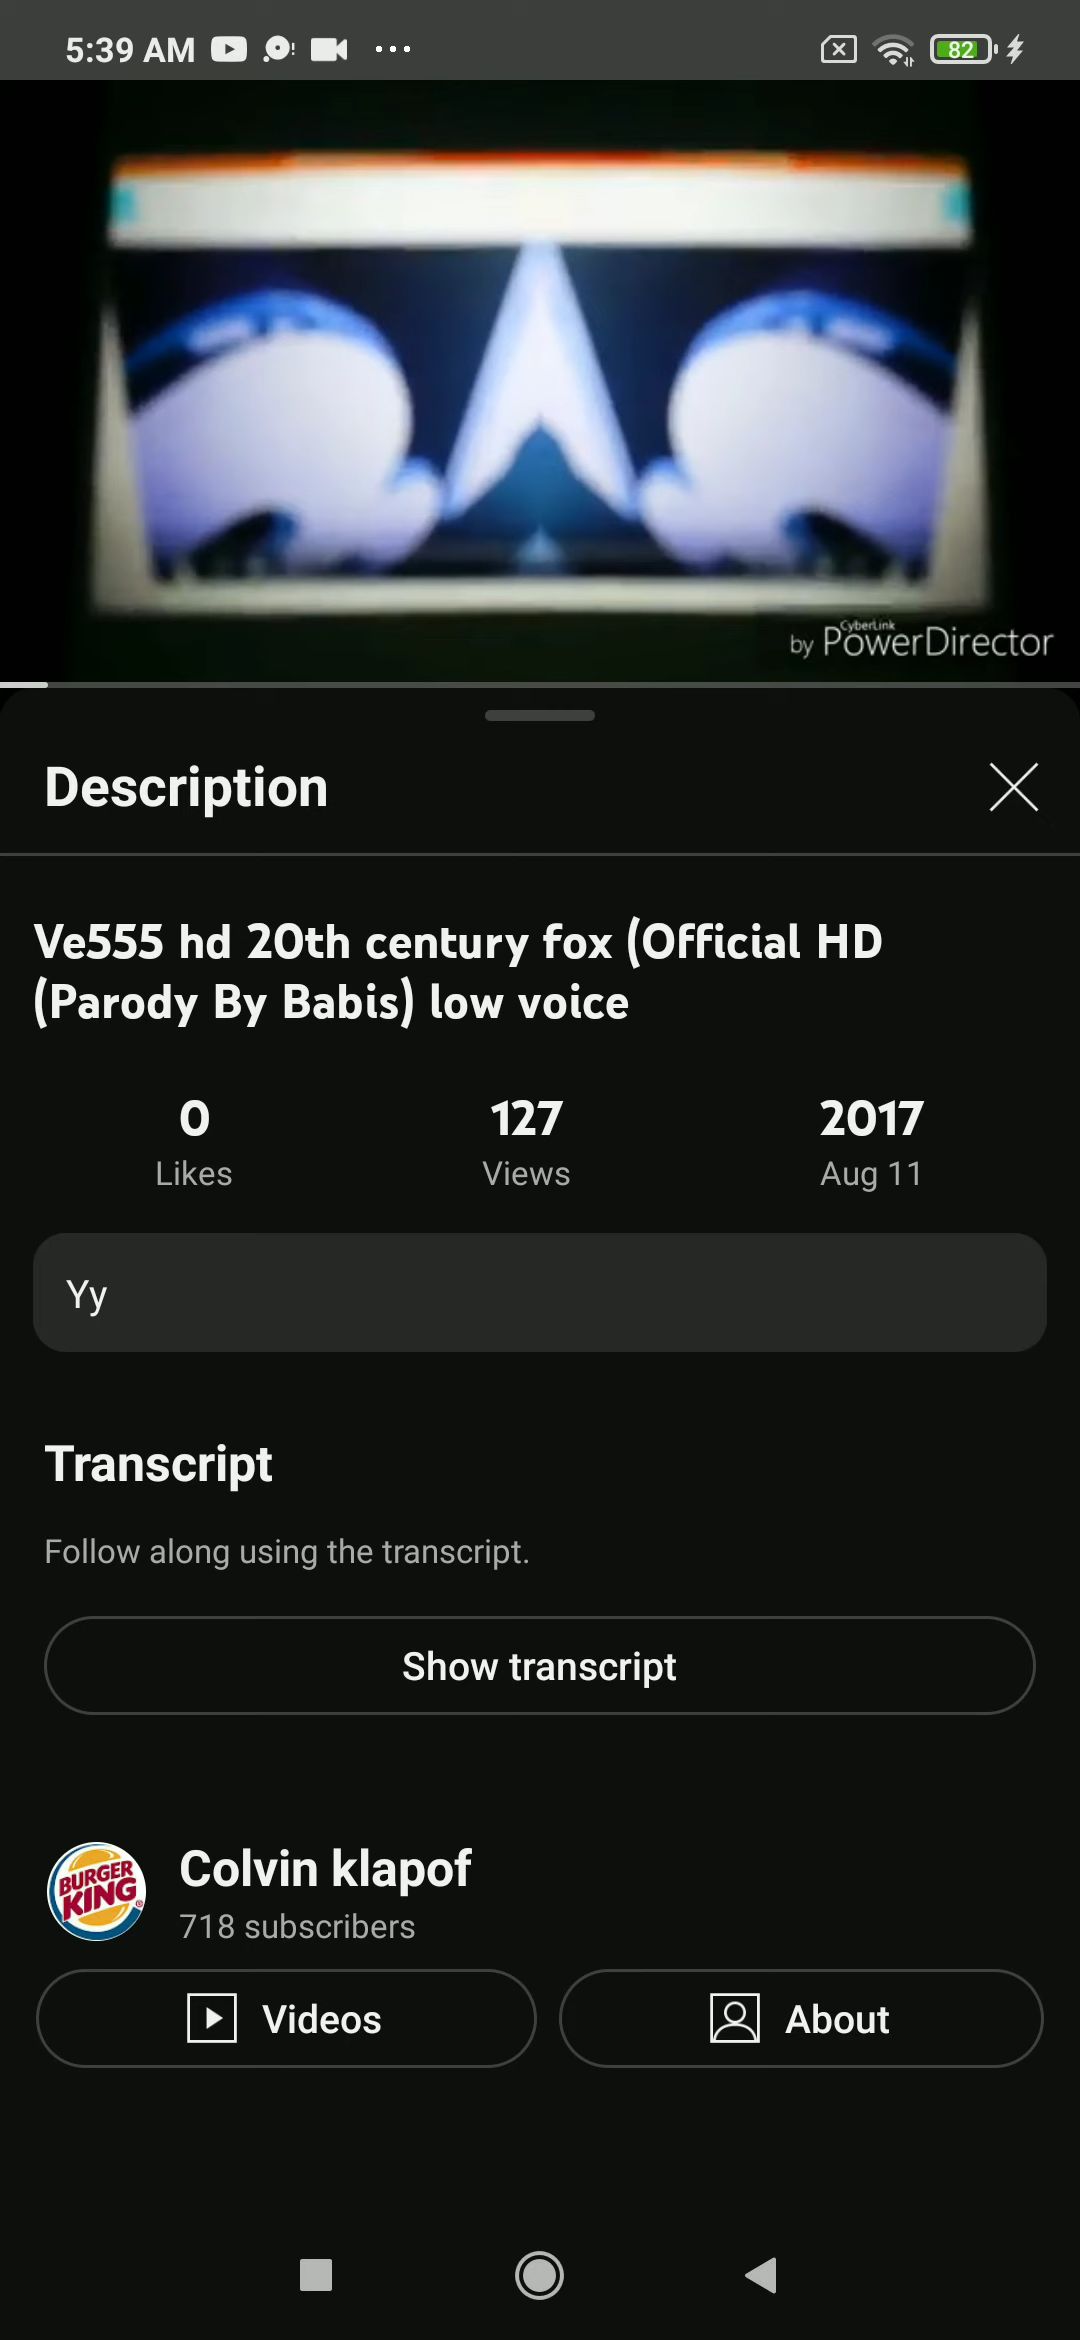 5:39 AM
82
CyberLink
by PowerDirector
Description
Ve555 hd 20th century fox (Official HD
(Parody By Babis) low voice
0
127
2017
Likes
Views
Aug 11
Yy
Transcript
Follow along using the transcript.
Show transcript
BURGER
KING
Colvin klapof
718 subscribers
Videos
About